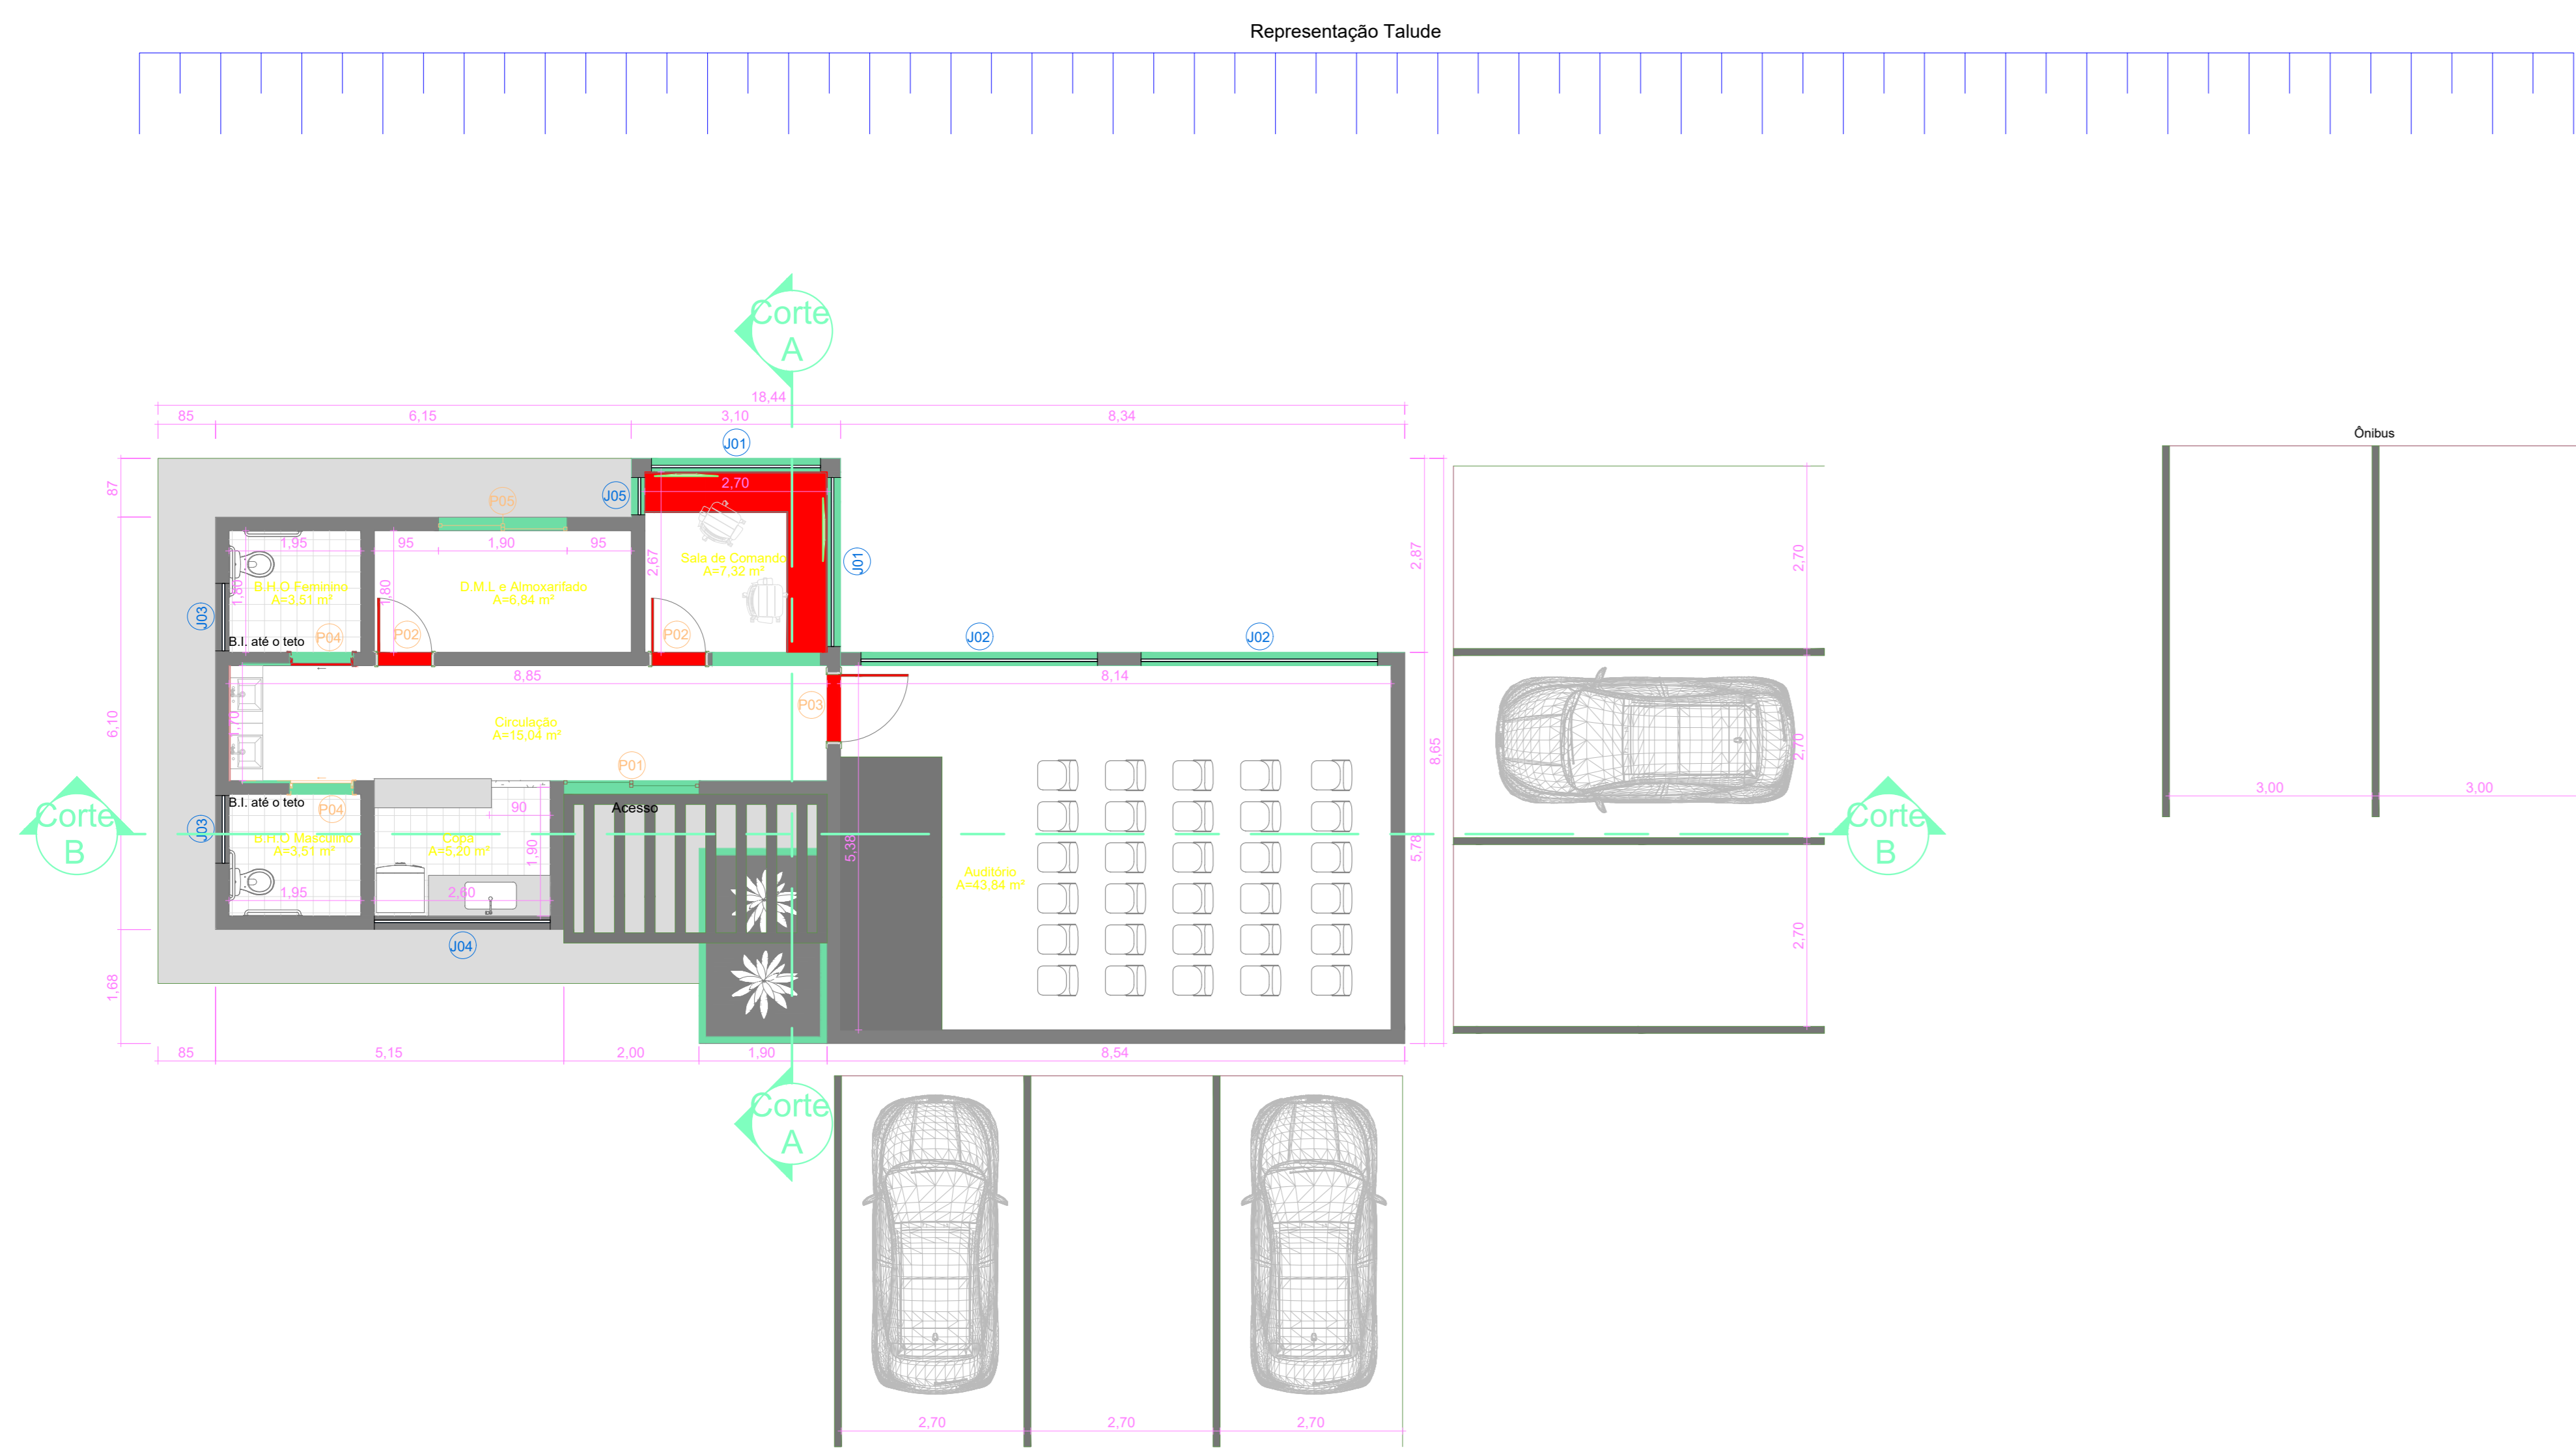 Representação Talude
Corte
A
18,44
85
6,15
3,10
8,34
Ônibus
J01
87
J05
2,70
P05
1,95
95
1,90
95
2,67
Sala de Comando
A=7,32 m²
J01
2,87
2,70
1,80
B.H.O Feminino
A=3,51 m²
1,80
D.M.L e Almoxarifado
A=6,84 m²
J03
B.I. até o teto
P04
P02
P02
J02
J02
8,85
8,14
P03
6,10
1,70
Circulação
A=15,04 m²
8,65
2,70
P01
3,00
3,00
Corte
B
B.I. até o teto
P04
90
Acesso
J03
B.H.O Masculino
A=3,51 m²
Copa
A=5,20 m²
1,90
5,38
5,78
Corte
B
Auditório
A=43,84 m²
1,95
2,60
J04
2,70
1,68
85
5,15
2,00
1,90
8,54
Corte
A
2,70
2,70
2,70